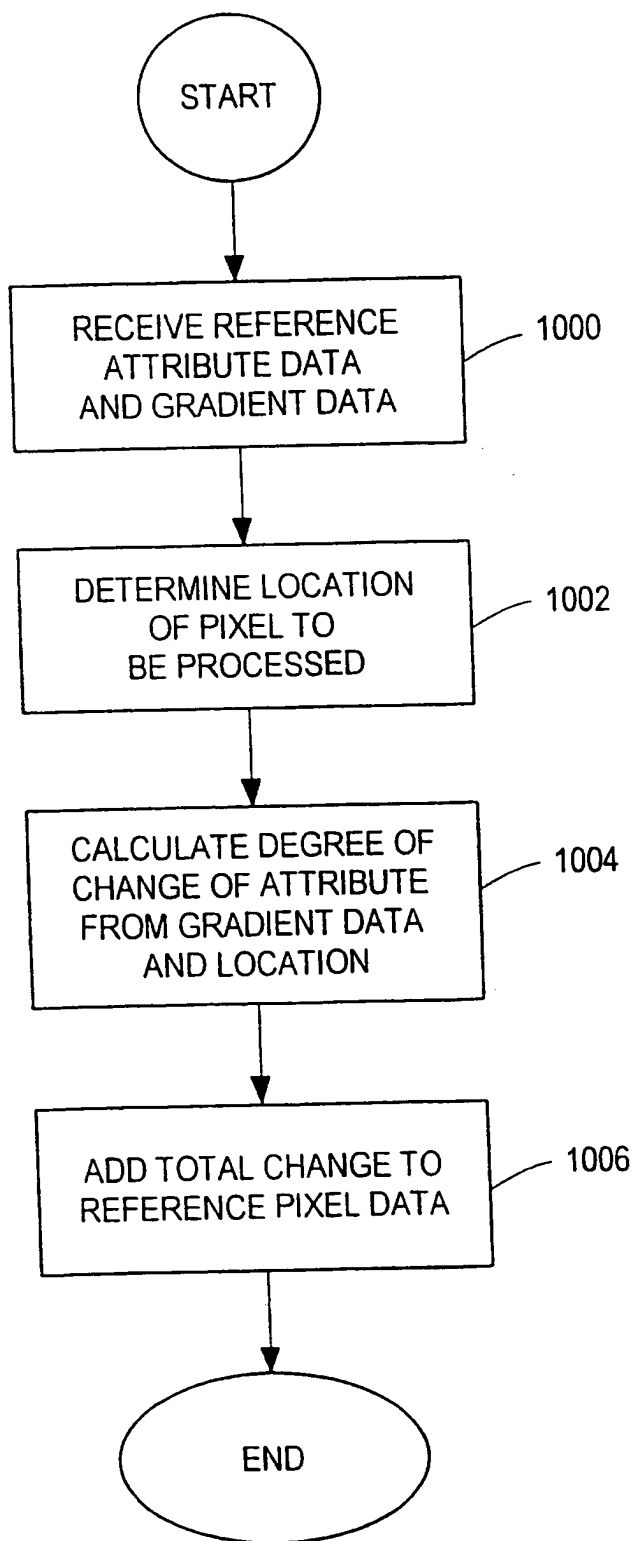 START
RECEIVE REFERENCE
ATTRIBUTE DATA
AND GRADIENT DATA
1000
DETERMINE LOCATION
OF PIXEL TO
BE PROCESSED
1002
CALCULATE DEGREE OF
CHANGE OF ATTRIBUTE
FROM GRADIENT DATA
AND LOCATION
1004
ADD TOTAL CHANGE TO
REFERENCE PIXEL DATA
1006
END